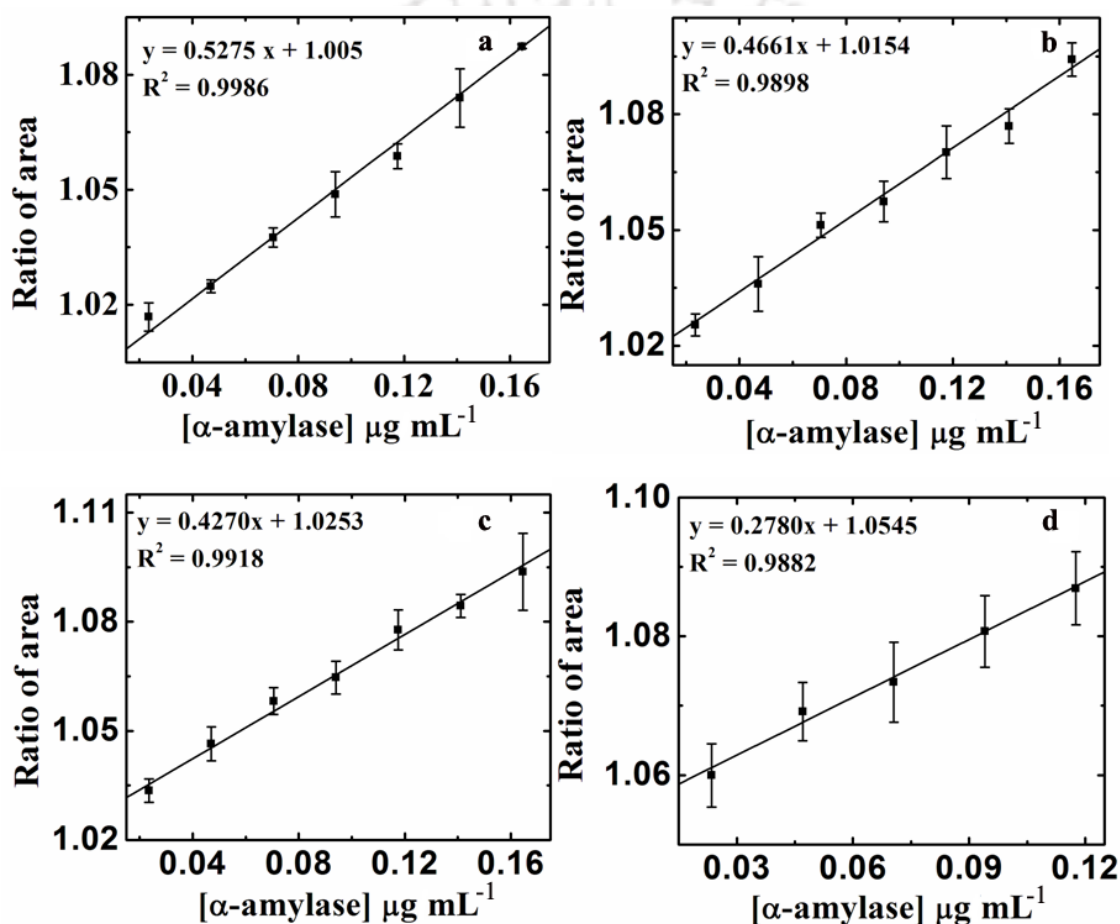 y = 0.5275 x + 1.005
a
R² = 0.9986
1.08
1.05
1.02
Ratio of area
0.04 0.08 0.12 0.16
[α-amylase] μg mL⁻¹
y = 0.4661x + 1.0154
b
R² = 0.9898
1.08
1.05
1.02
Ratio of area
0.04 0.08 0.12 0.16
[α-amylase] μg mL⁻¹
1.11
y = 0.4270x + 1.0253
c
R² = 0.9918
1.08
1.05
1.02
Ratio of area
0.04 0.08 0.12 0.16
[α-amylase] μg mL⁻¹
1.10
y = 0.2780x + 1.0545
d
R² = 0.9882
1.08
1.06
Ratio of area
0.03 0.06 0.09 0.12
[α-amylase] μg mL⁻¹